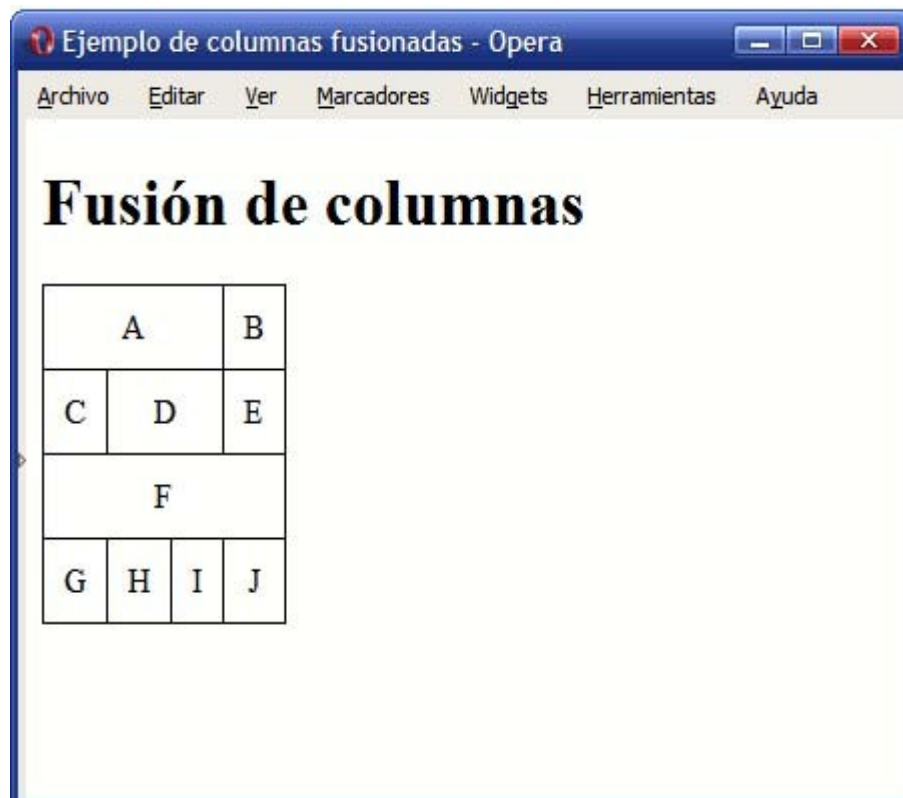 Ejemplo de columnas fusionadas - Opera
Archivo Editar Ver Marcadores Widgets Herramientas Ayuda
Fusión de columnas
A B
C D E
F
G H I J